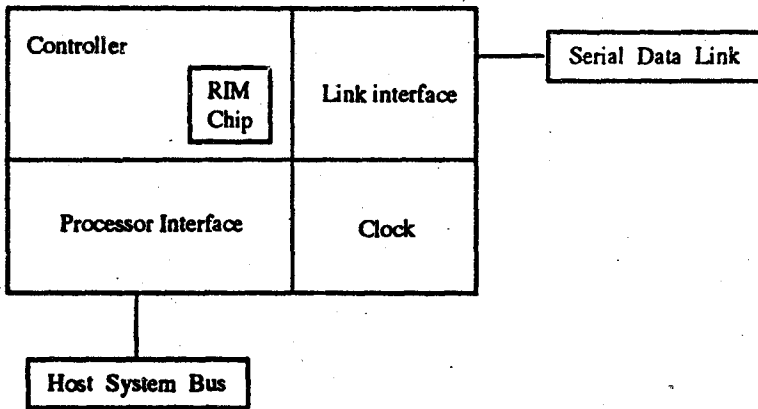 Controller
RIM
Chip
Link interface
Serial Data Link
Processor Interface
Clock
Host System Bus